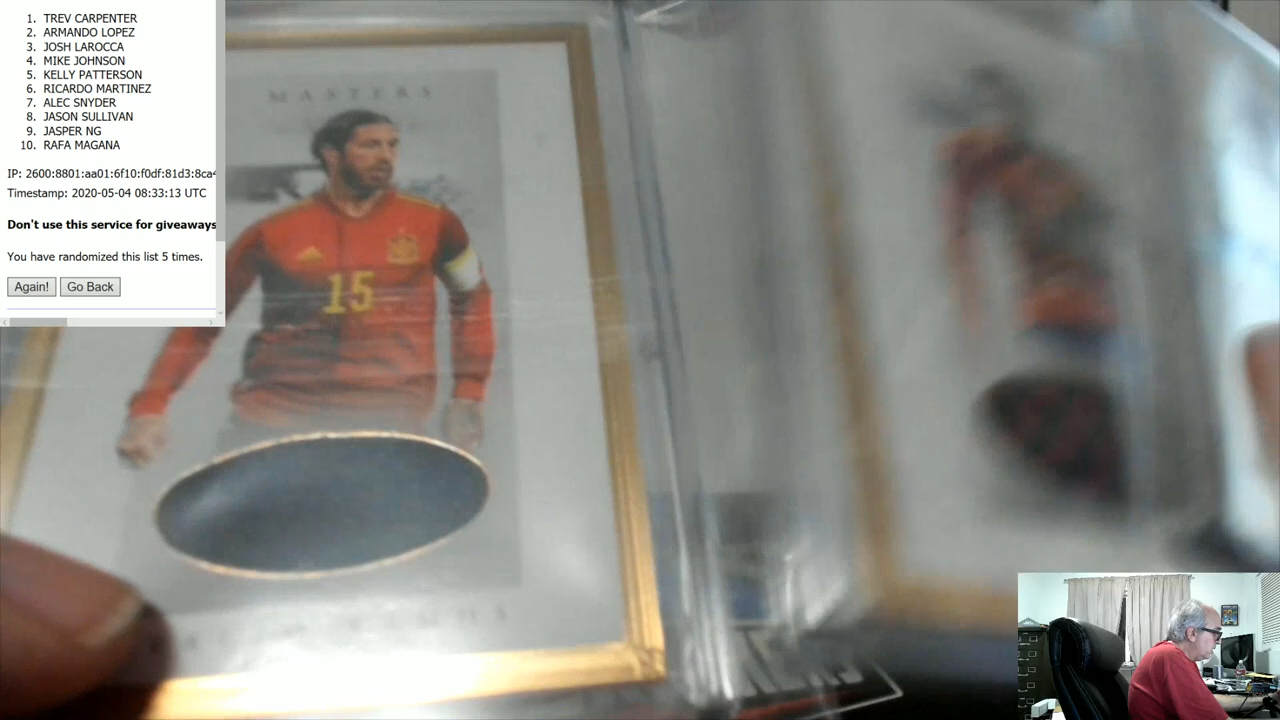 1. TREV CARPENTER
2. ARMANDO LOPEZ
3. JOSH LAROCCA
4. MIKE JOHNSON
5. KELLY PATTERSON
6. RICARDO MARTINEZ
7. ALEC SNYDER
8. JASON SULLIVAN
9. JASPER NG
10. RAFA MAGANA
IP: 2600:8801:aa01:6f10:f0df:81d3:8ca4
Timestamp: 2020-05-04 08:33:13 UTC
Don't use this service for giveaways
You have randomized this list 5 times.
Again! Go Back
MASTERS
15